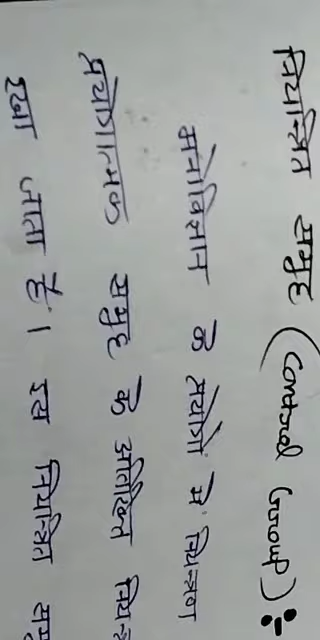 नियन्त्रित समुह (Control Group) :-
मनोविज्ञान के प्रयोगों में नियन्त्रण
प्रयोगात्मक समुह के अतिरिक्त
रखा जाता है। इस नियन्त्रित